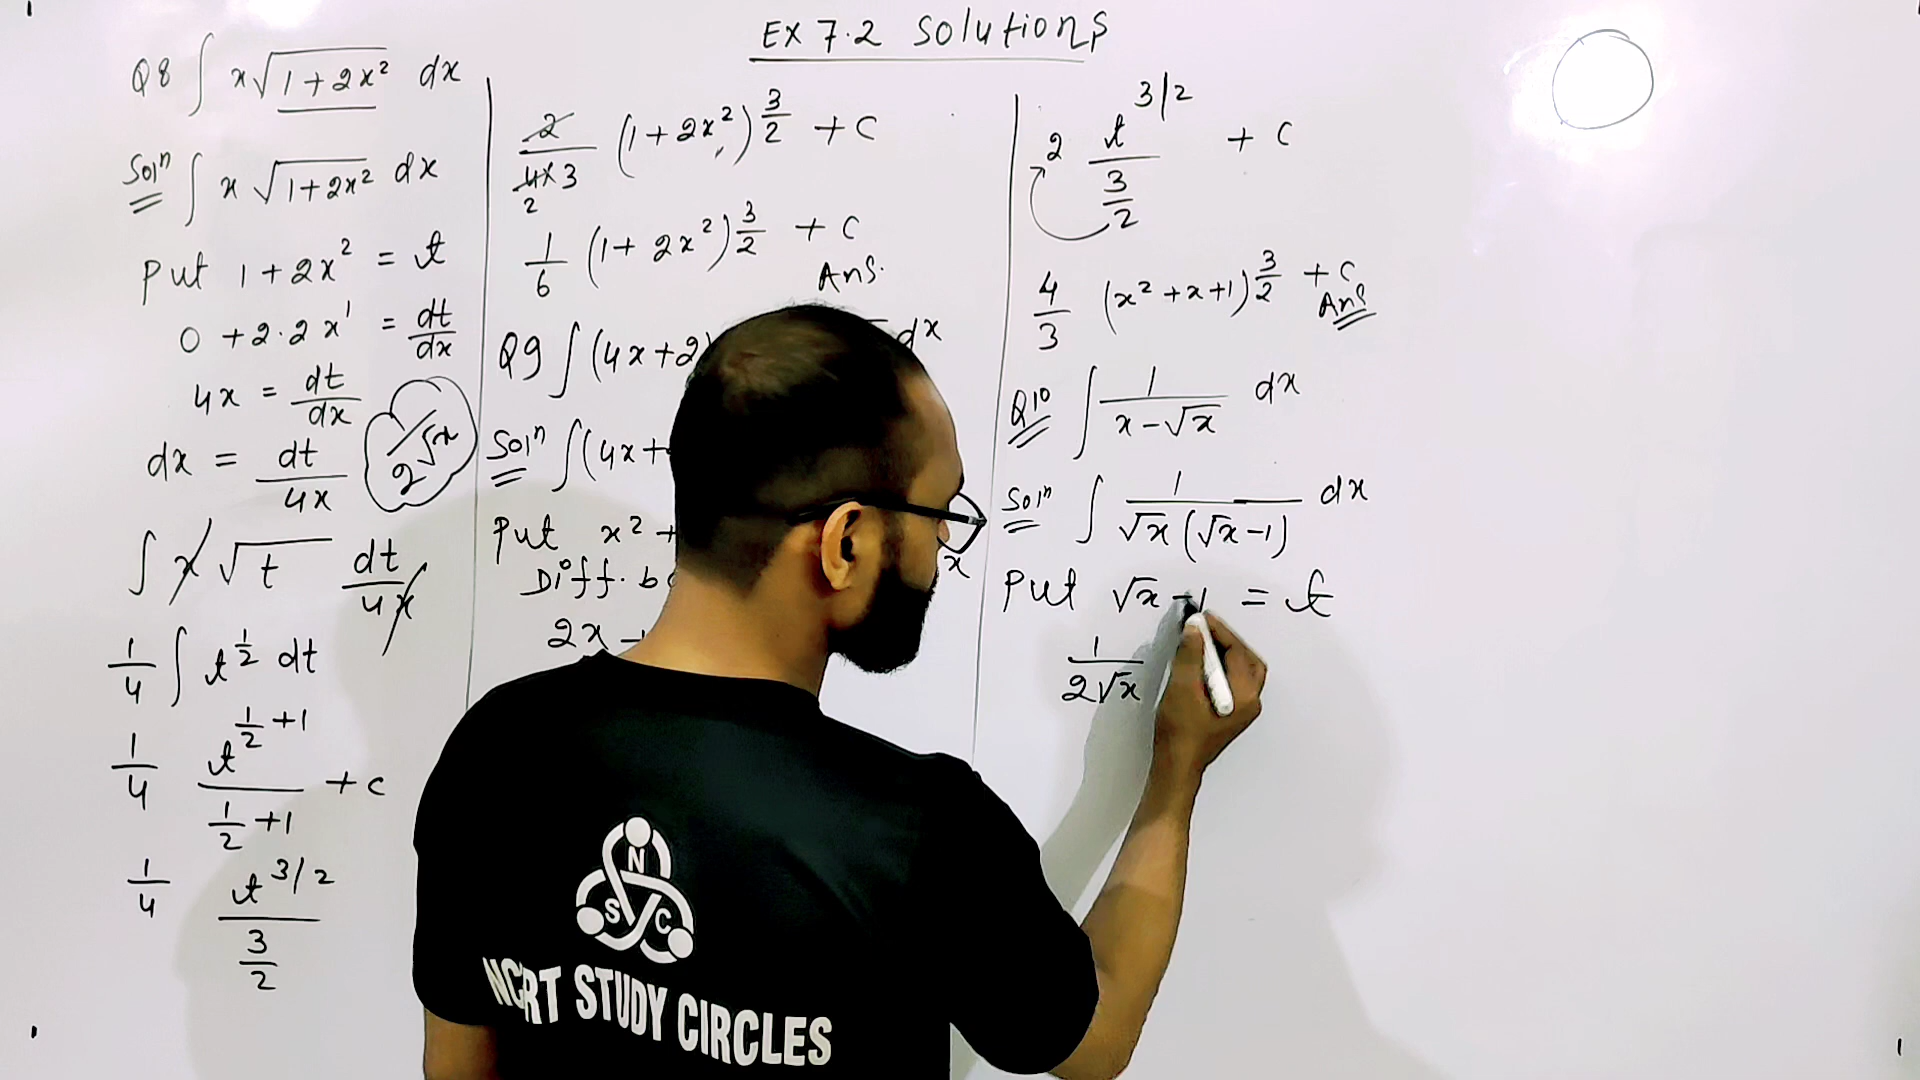 Ex 7.2 Solutions
Q8 ∫ x√(1+2x²) dx
Solⁿ ∫ x√(1+2x²) dx
Put 1+2x² = t
0 + 2·2x¹ = dt/dx
4x = dt/dx
dx = dt/4x
1/2√x
∫ x √t dt/4x
1/4 ∫ t^(1/2) dt
1/4 t^(1/2 +1)/(1/2 +1) + c
1/4 t^(3/2)/(3/2)
2/(4×3) (1+2x²)^(3/2) + c
2
1/6 (1+2x²)^(3/2) + c
Ans.
Q9 ∫(4x+2) dx
Solⁿ ∫(4x+
Put x² +
Diff.
x
2x
2 t^(3/2)/(3/2) + c
4/3 (x²+x+1)^(3/2) + c
Ans
Q10 ∫ 1/(x-√x) dx
Solⁿ ∫ 1/(√x(√x-1)) dx
Put √x-1 = t
1/2√x
N
S C
NCRT STUDY CIRCLES